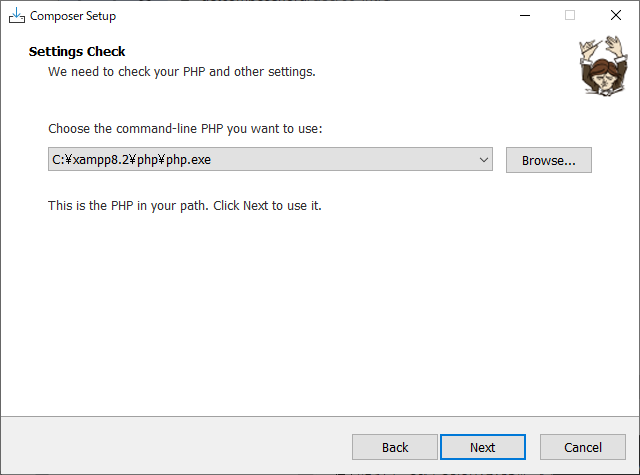 Composer Setup
Settings Check
We need to check your PHP and other settings.
Choose the command-line PHP you want to use:
C:¥xampp8.2¥php¥php.exe
Browse...
This is the PHP in your path. Click Next to use it.
Back
Next
Cancel